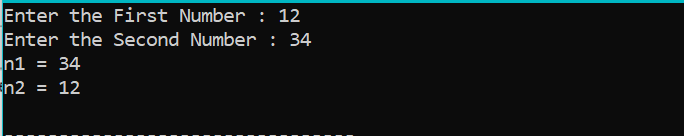 Enter the First Number : 12
Enter the Second Number : 34
n1 = 34
n2 = 12
--------------------------------